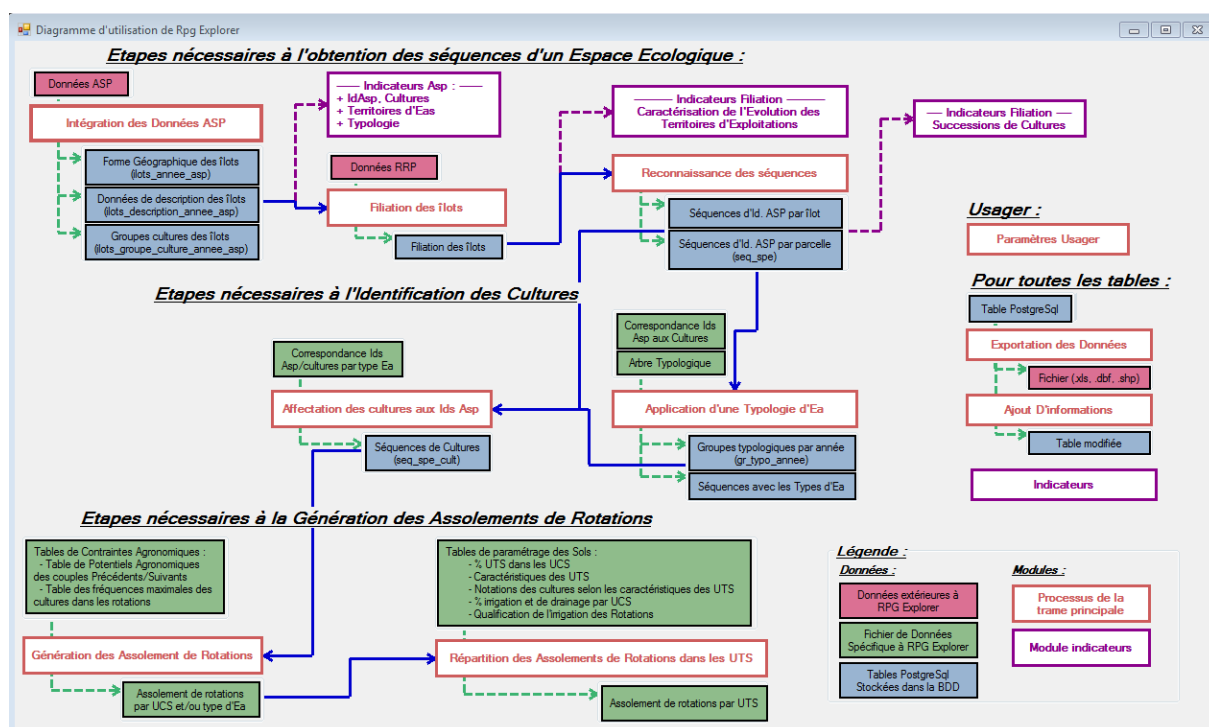 Diagramme d'utilisation de Rpg Explorer
Etapes nécessaires à l'obtention des séquences d'un Espace Ecologique :
Données ASP
Intégration des Données ASP
Forme Géographique des îlots
(ilots_annee_asp)
Données de description des îlots
(ilots_description_annee_asp)
Groupes cultures des îlots
(ilots_groupe_culture_annee_asp)
Indicateurs Asp :
+ IdAsp, Cultures
+ Territoires d'Eas
+ Typologie
Données RRP
Filiation des îlots
Filiation des îlots
Indicateurs Filiation
Caractérisation de l'Evolution des
Territoires d'Exploitations
Reconnaissance des séquences
Séquences d'Id. ASP par îlot
Séquences d'Id. ASP par parcelle
(seq_spe)
Indicateurs Filiation
Successions de Cultures
Usager :
Paramètres Usager
Pour toutes les tables :
Table PostgreSql
Exportation des Données
Fichier (.xls, .dbf, .shp)
Ajout D'informations
Table modifiée
Indicateurs
Etapes nécessaires à l'Identification des Cultures
Correspondance Ids
Asp/cultures par type Ea
Affectation des cultures aux Ids Asp
Séquences de Cultures
(seq_spe_cult)
Correspondance Ids
Asp aux Cultures
Arbre Typologique
Application d'une Typologie d'Ea
Groupes typologiques par année
(gr_typo_annee)
Séquences avec les Types d'Ea
Etapes nécessaires à la Génération des Assolements de Rotations
Tables de Contraintes Agronomiques :
- Table de Potentiels Agronomiques
des couples Précédents/Suivants
- Table des fréquences maximales des
cultures dans les rotations
Génération des Assolement de Rotations
Assolement de rotations
par UCS et/ou type d'Ea
Tables de paramétrage des Sols :
- % UTS dans les UCS
- Caractéristiques des UTS
- Notations des cultures selon les caractéristiques des UTS
- % irrigation et de drainage par UCS
- Qualification de l'irrigation des Rotations
Répartition des Assolements de Rotations dans les UTS
Assolement de rotations par UTS
Légende :
Données :
Modules :
Données extérieures à
RPG Explorer
Fichier de Données
Spécifique à RPG Explorer
Tables PostgreSql
Stockées dans la BDD
Processus de la
trame principale
Module indicateurs